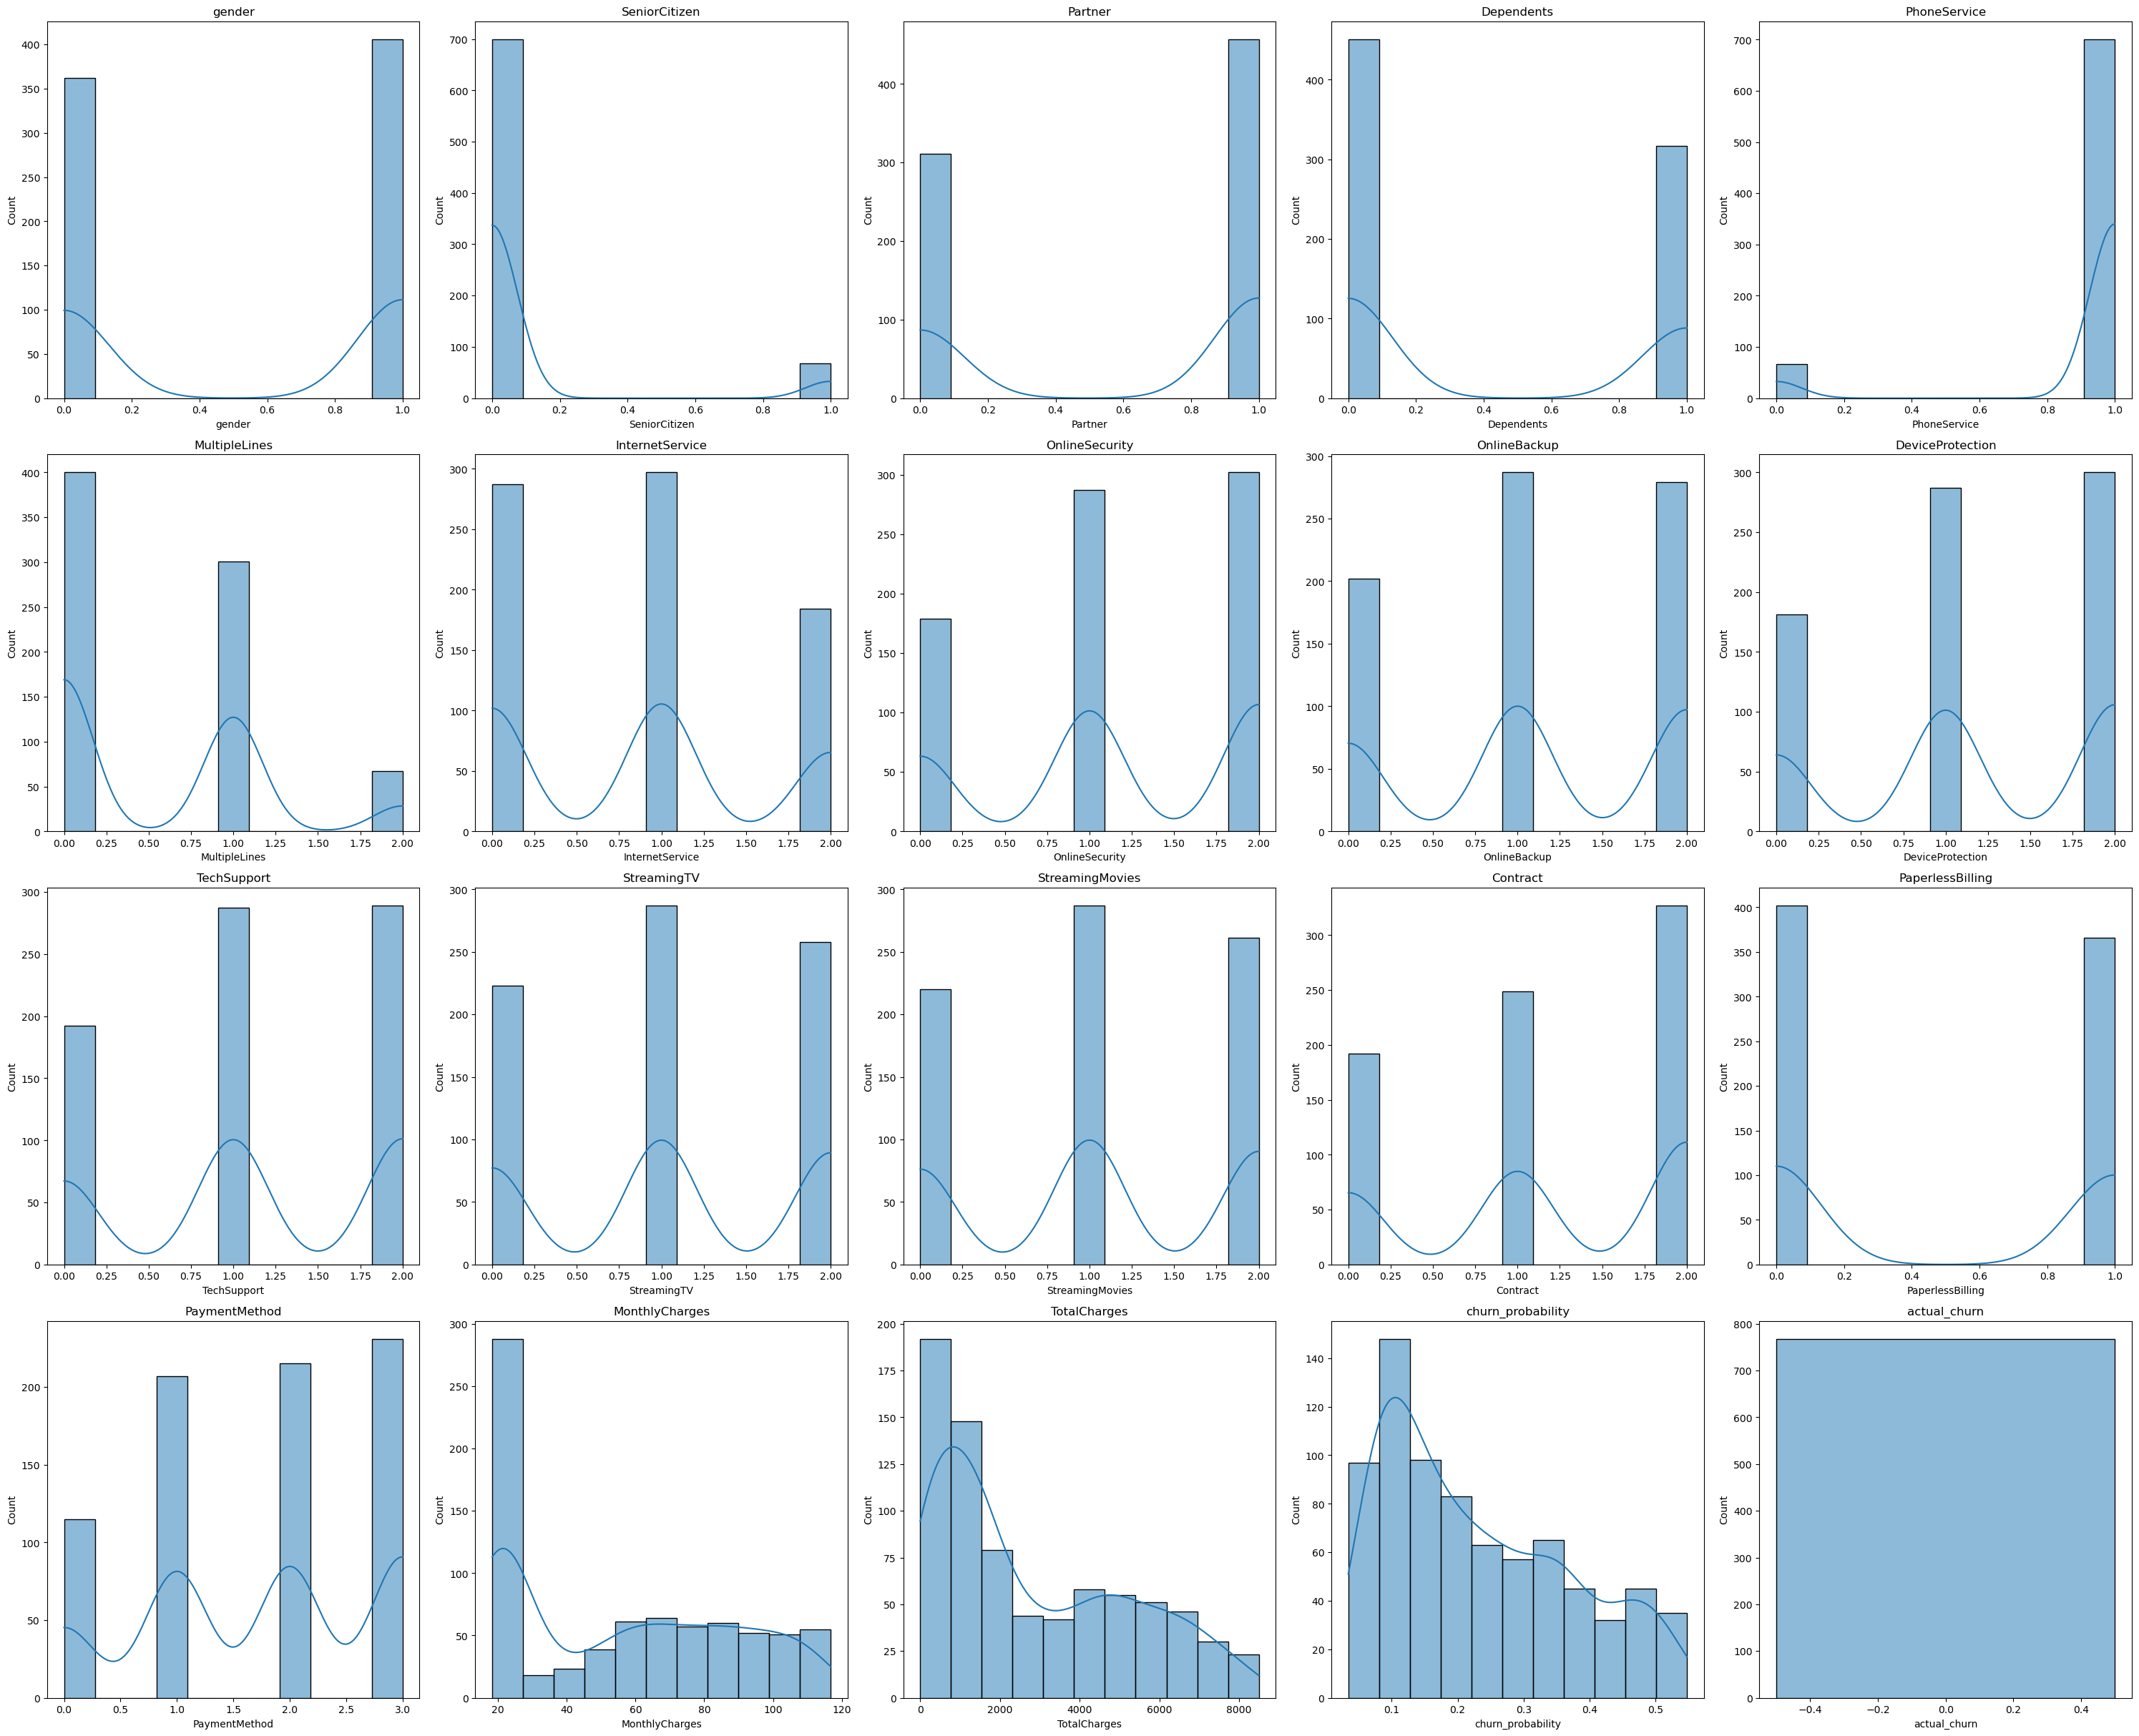 gender
400
350
300
250
200
150
100
50
0
Count
0.0 0.2 0.4 0.6 0.8 1.0
gender
SeniorCitizen
700
600
500
400
300
200
100
0
Count
0.0 0.2 0.4 0.6 0.8 1.0
SeniorCitizen
Partner
400
300
200
100
0
Count
0.0 0.2 0.4 0.6 0.8 1.0
Partner
Dependents
400
300
200
100
0
Count
0.0 0.2 0.4 0.6 0.8 1.0
Dependents
PhoneService
700
600
500
400
300
200
100
0
Count
0.0 0.2 0.4 0.6 0.8 1.0
PhoneService
MultipleLines
400
350
300
250
200
150
100
50
0
Count
0.00 0.25 0.50 0.75 1.00 1.25 1.50 1.75 2.00
MultipleLines
InternetService
300
250
200
150
100
50
0
Count
0.00 0.25 0.50 0.75 1.00 1.25 1.50 1.75 2.00
InternetService
OnlineSecurity
300
250
200
150
100
50
0
Count
0.00 0.25 0.50 0.75 1.00 1.25 1.50 1.75 2.00
OnlineSecurity
OnlineBackup
300
250
200
150
100
50
0
Count
0.00 0.25 0.50 0.75 1.00 1.25 1.50 1.75 2.00
OnlineBackup
DeviceProtection
300
250
200
150
100
50
0
Count
0.00 0.25 0.50 0.75 1.00 1.25 1.50 1.75 2.00
DeviceProtection
TechSupport
300
250
200
150
100
50
0
Count
0.00 0.25 0.50 0.75 1.00 1.25 1.50 1.75 2.00
TechSupport
StreamingTV
300
250
200
150
100
50
0
Count
0.00 0.25 0.50 0.75 1.00 1.25 1.50 1.75 2.00
StreamingTV
StreamingMovies
300
250
200
150
100
50
0
Count
0.00 0.25 0.50 0.75 1.00 1.25 1.50 1.75 2.00
StreamingMovies
Contract
300
250
200
150
100
50
0
Count
0.00 0.25 0.50 0.75 1.00 1.25 1.50 1.75 2.00
Contract
PaperlessBilling
400
350
300
250
200
150
100
50
0
Count
0.0 0.2 0.4 0.6 0.8 1.0
PaperlessBilling
PaymentMethod
200
150
100
50
0
Count
0.0 0.5 1.0 1.5 2.0 2.5 3.0
PaymentMethod
MonthlyCharges
300
250
200
150
100
50
0
Count
20 40 60 80 100 120
MonthlyCharges
TotalCharges
200
175
150
125
100
75
50
25
0
Count
0 2000 4000 6000 8000
TotalCharges
churn_probability
140
120
100
80
60
40
20
0
Count
0.1 0.2 0.3 0.4 0.5
churn_probability
actual_churn
800
700
600
500
400
300
200
100
0
Count
−0.4 −0.2 0.0 0.2 0.4
actual_churn